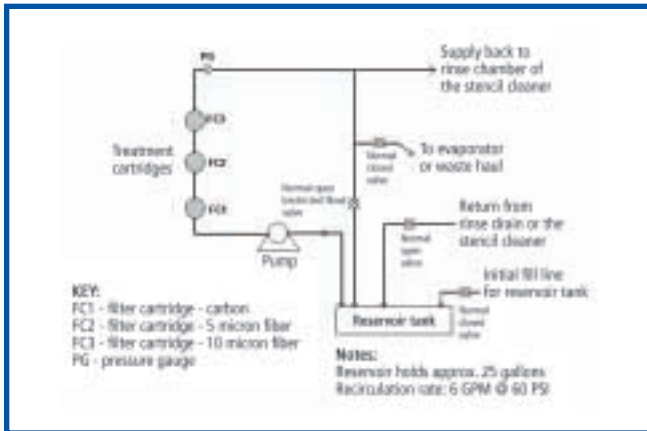 PG
Supply back to
rinse chamber of
the stencil cleaner
FC3
Treatment
cartridges
FC2
Normal
closed
valve
To evaporator
or waste haul
FC1
Normal open
restricted flow
valve
Return from
rinse drain or the
stencil cleaner
Normal
open
valve
Pump
Initial fill line
for reservoir tank
Normal
closed
valve
Reservoir tank
KEY:
FC1 - filter cartridge - carbon
FC2 - filter cartridge - 5 micron fiber
FC3 - filter cartridge - 10 micron fiber
PG - pressure gauge
Notes:
Reservoir holds approx. 25 gallons
Recirculation rate: 6 GPM @ 60 PSI